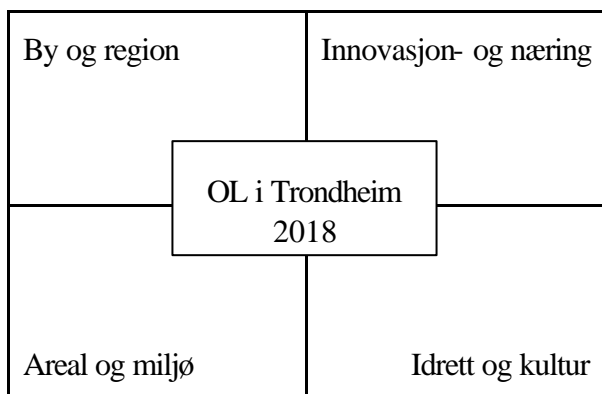 By og region
Innovasjon- og næring
OL i Trondheim
2018
Areal og miljø
Idrett og kultur